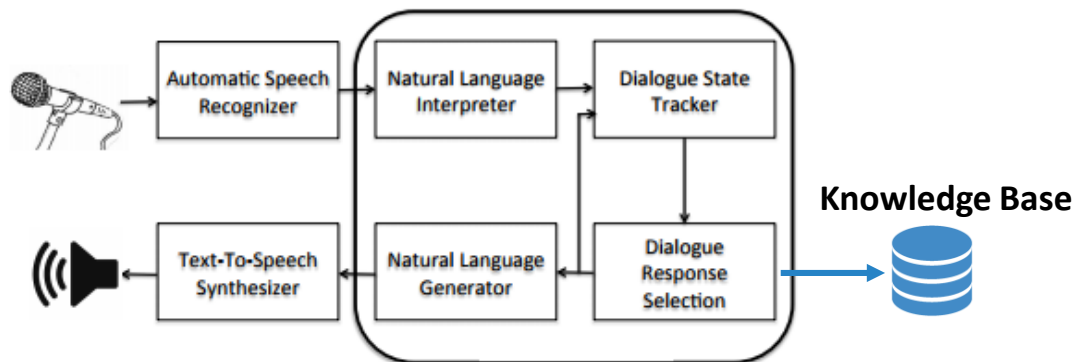 Automatic Speech
Recognizer
Natural Language
Interpreter
Dialogue State
Tracker
Knowledge Base
Text-To-Speech
Synthesizer
Natural Language
Generator
Dialogue
Response
Selection